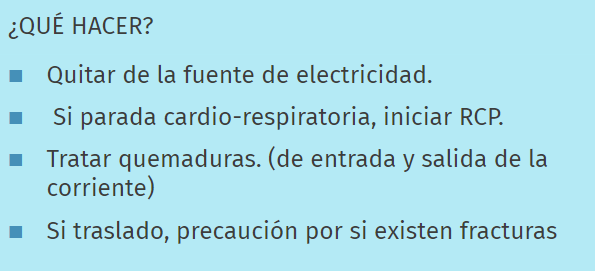 ¿QUÉ HACER?
Quitar de la fuente de electricidad.
Si parada cardio-respiratoria, iniciar RCP.
Tratar quemaduras. (de entrada y salida de la
corriente)
Si traslado, precaución por si existen fracturas